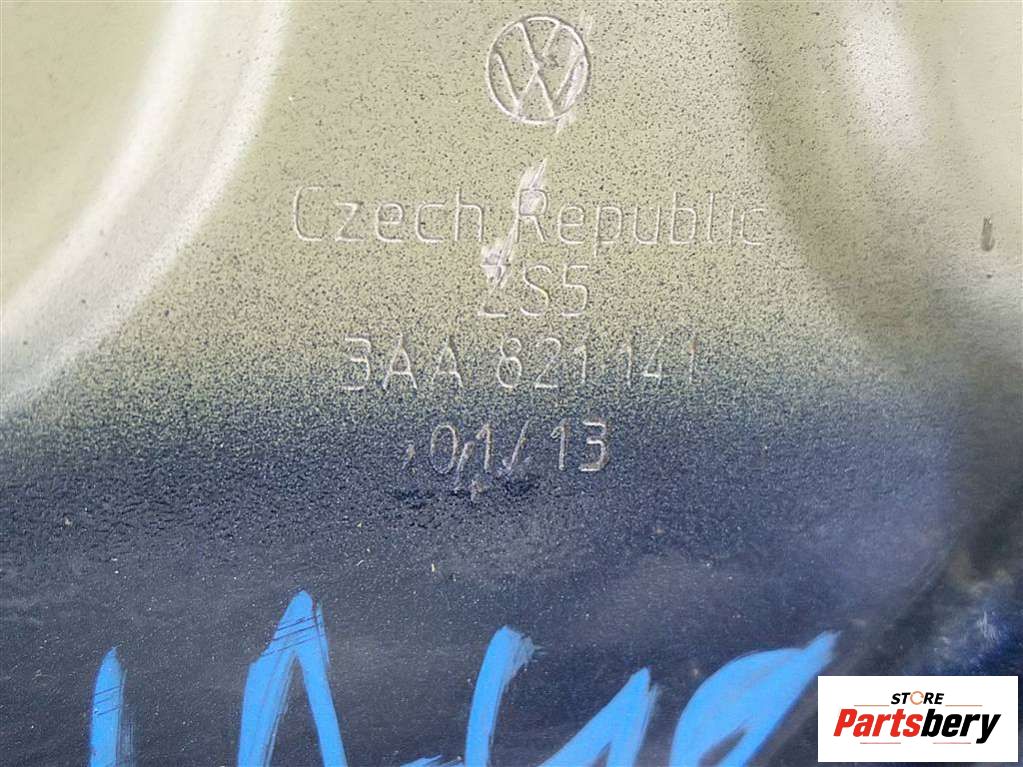 Czech Republic
ZS5
3AA 821 141
01/13
STORE
Partsbery